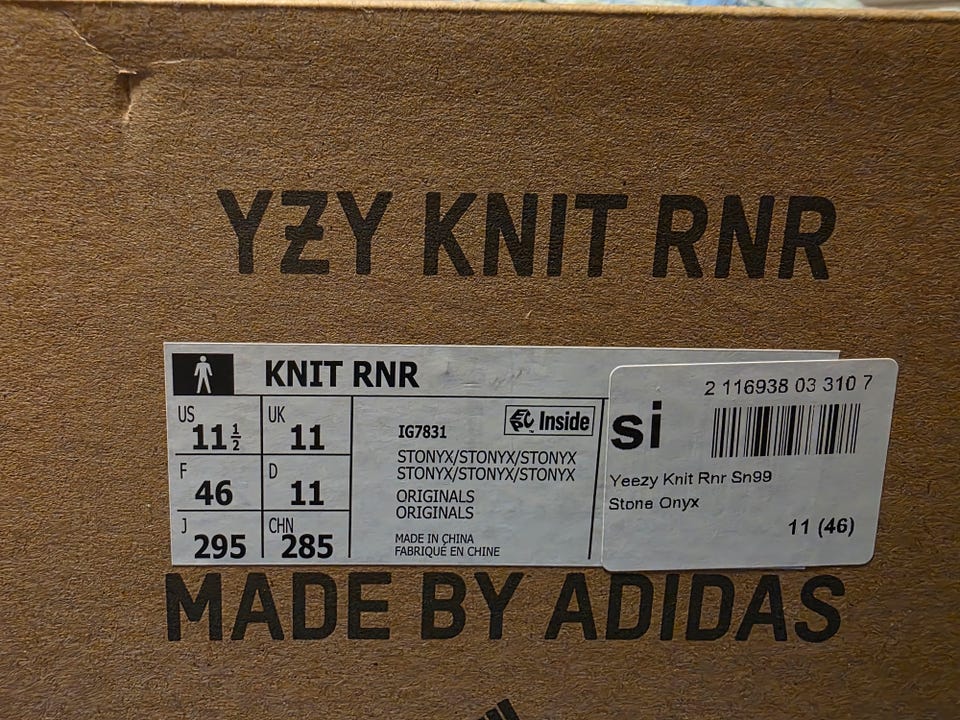 YZY KNIT RNR
KNIT RNR
US
11 1/2
UK
11
F
46
D
11
J
295
CHN
285
IG7831
EPC Inside
™
STONYX/STONYX/STONYX
STONYX/STONYX/STONYX
ORIGINALS
ORIGINALS
MADE IN CHINA
FABRIQUÉ EN CHINE
2 116938 03 310 7
si
Yeezy Knit Rnr Sn99
Stone Onyx
11 (46)
MADE BY ADIDAS